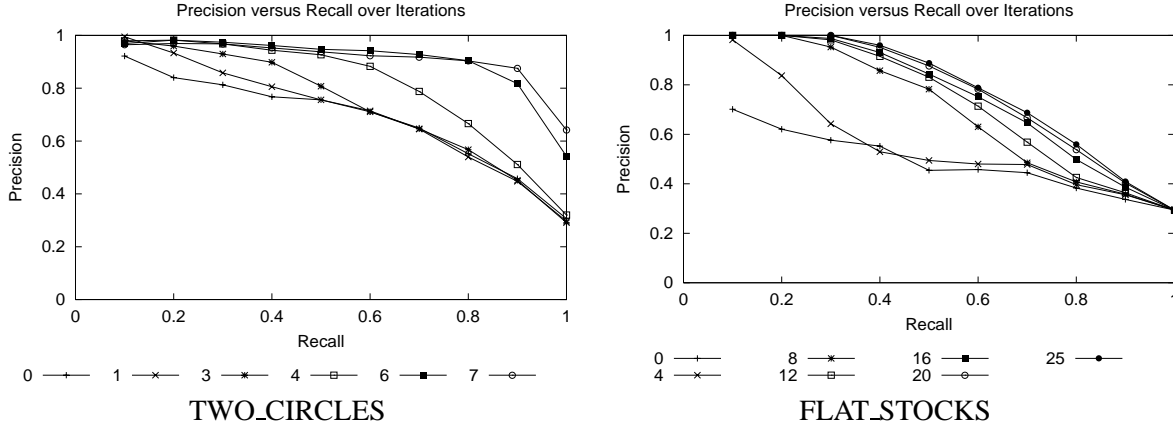 Precision versus Recall over Iterations
1
0.8
0.6
0.4
0.2
0
Precision
0 0.2 0.4 0.6 0.8 1
Recall
0 1 3 4 6 7
TWO_CIRCLES
Precision versus Recall over Iterations
1
0.8
0.6
0.4
0.2
0
Precision
0 0.2 0.4 0.6 0.8 1
Recall
0 8 16 25
4 12 20
FLAT_STOCKS